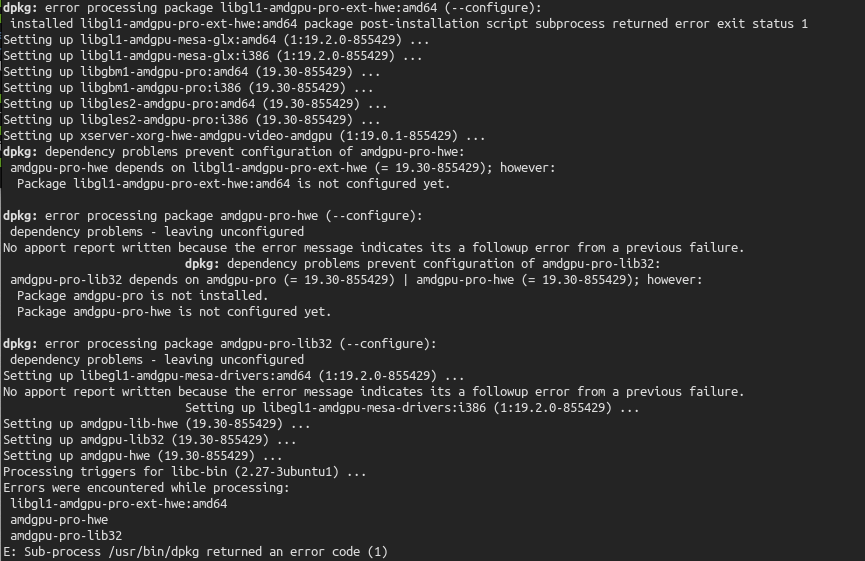 dpkg: error processing package libgl1-amdgpu-pro-ext-hwe:amd64 (--configure):
 installed libgl1-amdgpu-pro-ext-hwe:amd64 package post-installation script subprocess returned error exit status 1
Setting up libgl1-amdgpu-mesa-glx:amd64 (1:19.2.0-855429) ...
Setting up libgl1-amdgpu-mesa-glx:i386 (1:19.2.0-855429) ...
Setting up libgbm1-amdgpu-pro:amd64 (19.30-855429) ...
Setting up libgbm1-amdgpu-pro:i386 (19.30-855429) ...
Setting up libgles2-amdgpu-pro:amd64 (19.30-855429) ...
Setting up libgles2-amdgpu-pro:i386 (19.30-855429) ...
Setting up xserver-xorg-hwe-amdgpu-video-amdgpu (1:19.0.1-855429) ...
dpkg: dependency problems prevent configuration of amdgpu-pro-hwe:
 amdgpu-pro-hwe depends on libgl1-amdgpu-pro-ext-hwe (= 19.30-855429); however:
  Package libgl1-amdgpu-pro-ext-hwe:amd64 is not configured yet.

dpkg: error processing package amdgpu-pro-hwe (--configure):
 dependency problems - leaving unconfigured
No apport report written because the error message indicates its a followup error from a previous failure.
                          dpkg: dependency problems prevent configuration of amdgpu-pro-lib32:
 amdgpu-pro-lib32 depends on amdgpu-pro (= 19.30-855429) | amdgpu-pro-hwe (= 19.30-855429); however:
  Package amdgpu-pro is not installed.
  Package amdgpu-pro-hwe is not configured yet.

dpkg: error processing package amdgpu-pro-lib32 (--configure):
 dependency problems - leaving unconfigured
Setting up libegl1-amdgpu-mesa-drivers:amd64 (1:19.2.0-855429) ...
No apport report written because the error message indicates its a followup error from a previous failure.
                          Setting up libegl1-amdgpu-mesa-drivers:i386 (1:19.2.0-855429) ...
Setting up amdgpu-lib-hwe (19.30-855429) ...
Setting up amdgpu-lib32 (19.30-855429) ...
Setting up amdgpu-hwe (19.30-855429) ...
Processing triggers for libc-bin (2.27-3ubuntu1) ...
Errors were encountered while processing:
 libgl1-amdgpu-pro-ext-hwe:amd64
 amdgpu-pro-hwe
 amdgpu-pro-lib32
E: Sub-process /usr/bin/dpkg returned an error code (1)